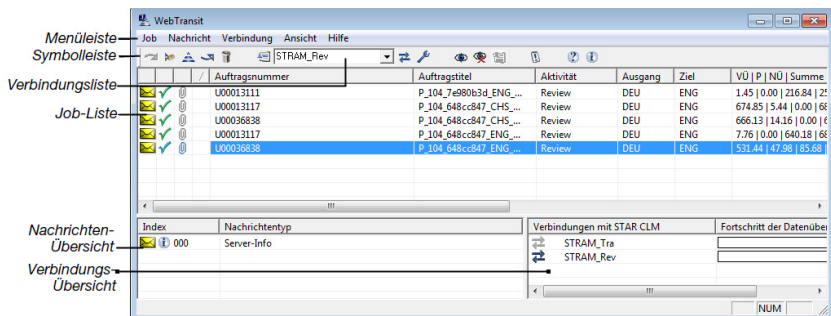 WebTransit
Menüleiste
Job Nachricht Verbindung Ansicht Hilfe
Symbolleiste
STRAM_Rev
Verbindungsliste
/ Auftragsnummer Auftragstitel Aktivität Ausgang Ziel VÜ | P | NÜ | Summe
U00013111 P_104_7e980b3d_ENG_... Review DEU ENG 1.45 | 0.00 | 216.84 | 25
Job-Liste
U00013117 P_104_648cc847_CHS_... Review DEU ENG 674.85 | 5.44 | 0.00 | 68
U00036838 P_104_648cc847_CHS_... Review DEU ENG 666.13 | 14.16 | 0.00 | 6
U00013117 P_104_648cc847_ENG_... Review DEU ENG 7.76 | 0.00 | 640.18 | 68
U00036838 P_104_648cc847_ENG_... Review DEU ENG 531.44 | 47.98 | 85.68 |
Nachrichten-
Übersicht
Index Nachrichtentyp Verbindungen mit STAR CLM Fortschritt der Datenüber
000 Server-Info STRAM_Tra
STRAM_Rev
Verbindungs-
Übersicht
NUM